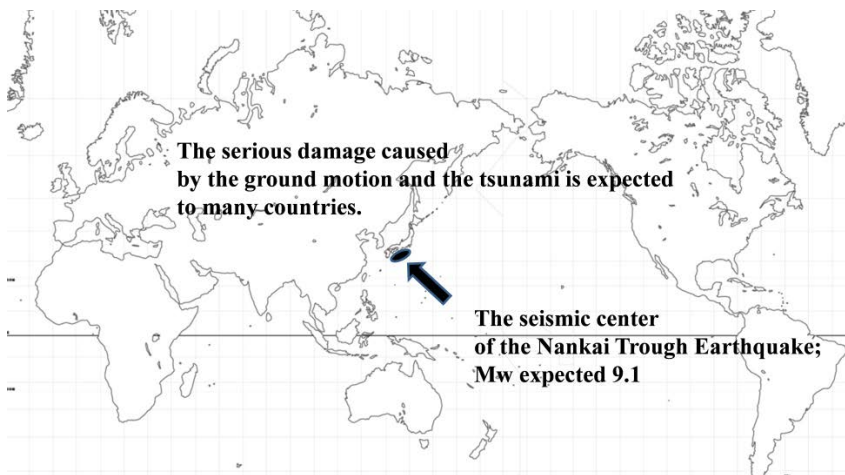 The serious damage caused
by the ground motion and the tsunami is expected
to many countries.
The seismic center
of the Nankai Trough Earthquake;
Mw expected 9.1